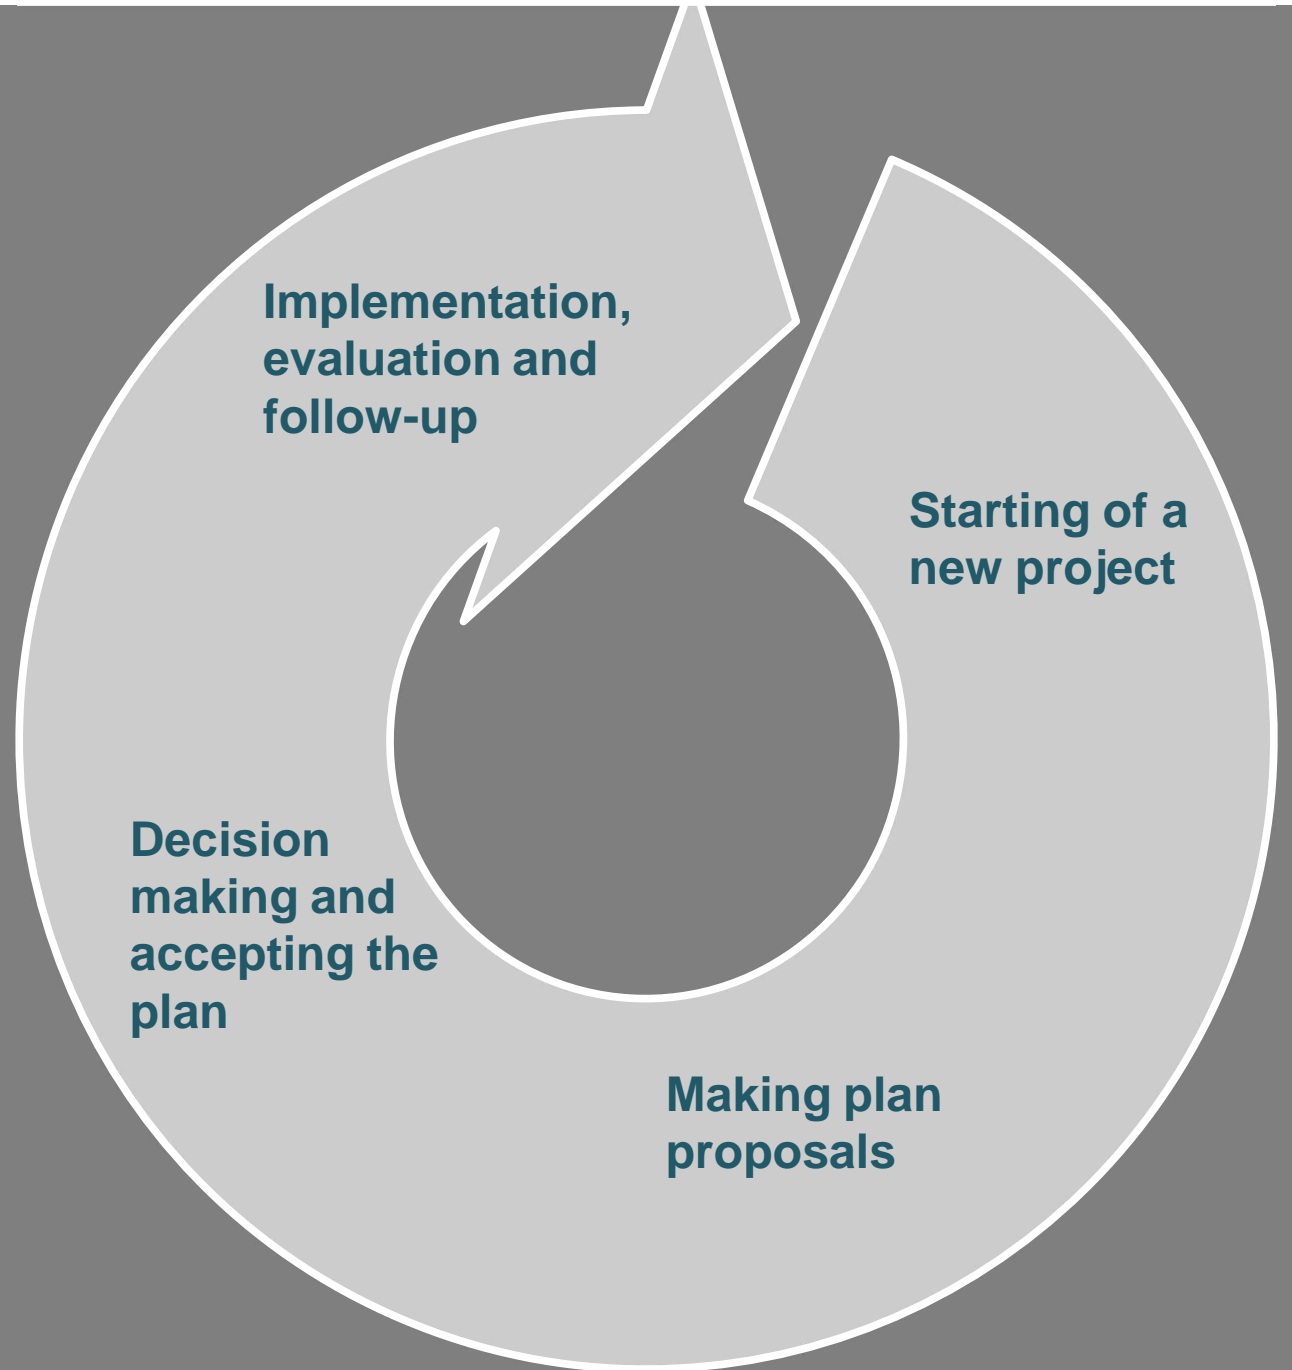 Implementation,
evaluation and
follow-up
Starting of a
new project
Decision
making and
accepting the
plan
Making plan
proposals